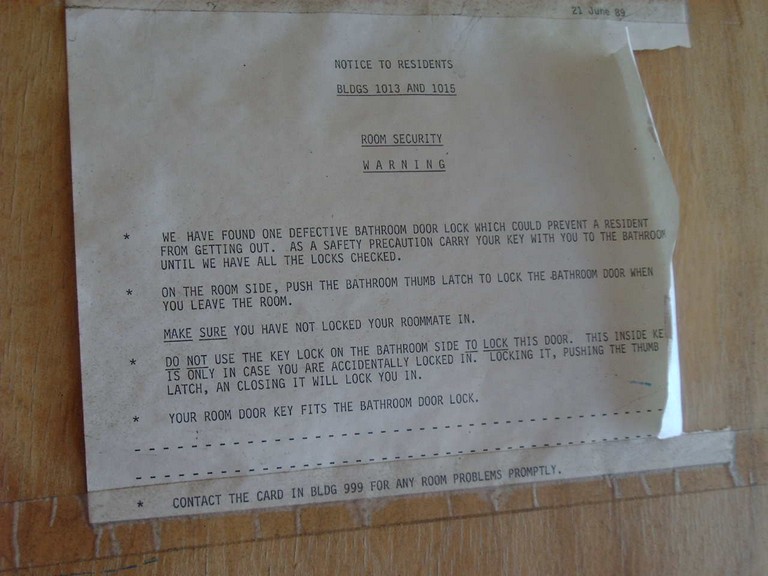 21 June 89
NOTICE TO RESIDENTS
BLDGS 1013 AND 1015
ROOM SECURITY
W A R N I N G
* WE HAVE FOUND ONE DEFECTIVE BATHROOM DOOR LOCK WHICH COULD PREVENT A RESIDENT
FROM GETTING OUT. AS A SAFETY PRECAUTION CARRY YOUR KEY WITH YOU TO THE BATHROOM
UNTIL WE HAVE ALL THE LOCKS CHECKED.
* ON THE ROOM SIDE, PUSH THE BATHROOM THUMB LATCH TO LOCK THE BATHROOM DOOR WHEN
YOU LEAVE THE ROOM.
MAKE SURE YOU HAVE NOT LOCKED YOUR ROOMMATE IN.
* DO NOT USE THE KEY LOCK ON THE BATHROOM SIDE TO LOCK THIS DOOR. THIS INSIDE KE
IS ONLY IN CASE YOU ARE ACCIDENTALLY LOCKED IN. LOCKING IT, PUSHING THE THUMB
LATCH, AN CLOSING IT WILL LOCK YOU IN.
* YOUR ROOM DOOR KEY FITS THE BATHROOM DOOR LOCK.
* CONTACT THE CARD IN BLDG 999 FOR ANY ROOM PROBLEMS PROMPTLY.